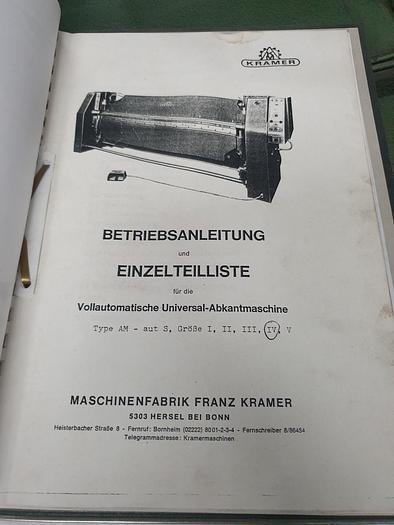 KRAMER
BETRIEBSANLEITUNG
und
EINZELTEILLISTE
für die
Vollautomatische Universal-Abkantmaschine
Type AM - aut S, Größe I, II, III, IV, V
MASCHINENFABRIK FRANZ KRAMER
5303 HERSEL BEI BONN
Heisterbacher Straße 8 - Fernruf: Bornheim (02222) 8001-2-3-4 - Fernschreiber 8/86454
Telegrammadresse: Kramermaschinen